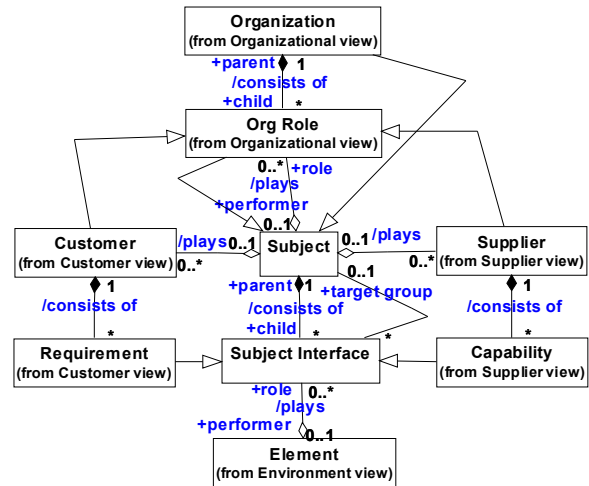 Organization
(from Organizational view)
+parent 1
/consists of
+child *
Org Role
(from Organizational view)
0..* +role
/plays
+performer
0..1
Customer
(from Customer view)
/plays 0..1
0..*
Subject
0..1 /plays
0..*
Supplier
(from Supplier view)
1
/consists of
*
+parent 1
/consists of
+child *
0..1
+target group
*
1
/consists of
*
Requirement
(from Customer view)
Subject Interface
Capability
(from Supplier view)
+role 0..*
/plays
+performer 0..1
Element
(from Environment view)